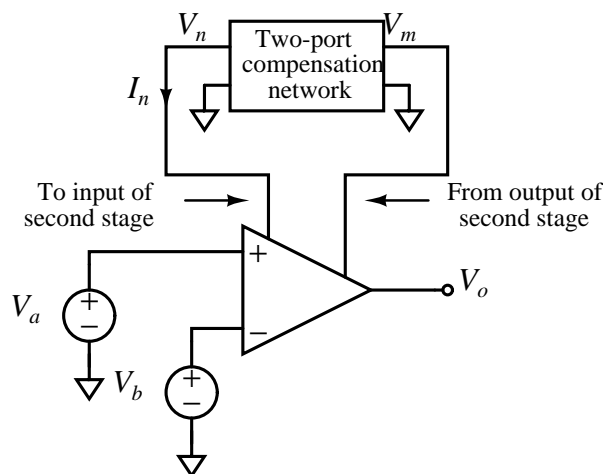 V_n
V_m
Two-port
compensation
network
I_n
To input of
second stage
From output of
second stage
+
−
V_o
V_a
+
−
V_b
+
−